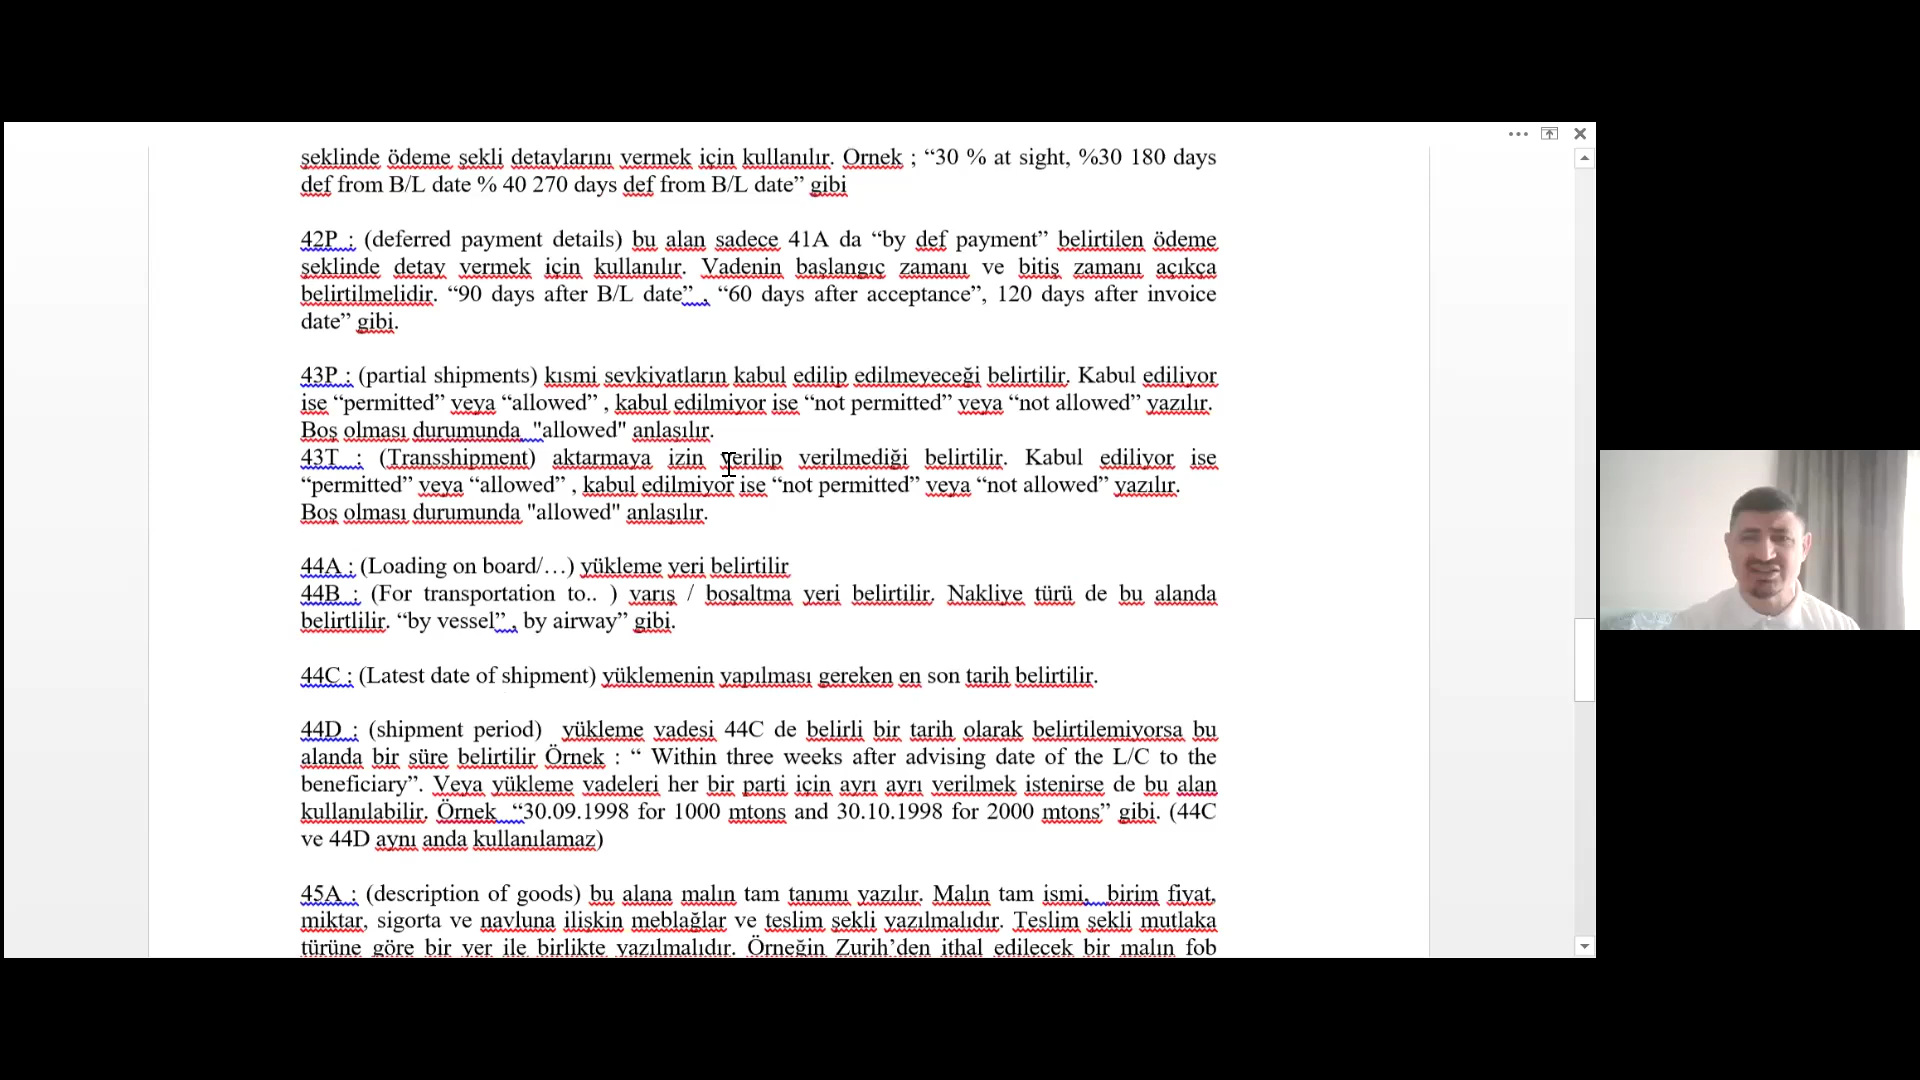 şeklinde ödeme şekli detaylarını vermek için kullanılır. Ornek ; “30 % at sight, %30 180 days
def from B/L date % 40 270 days def from B/L date” gibi
42P : (deferred payment details) bu alan sadece 41A da “by def payment” belirtilen ödeme
şeklinde detay vermek için kullanılır. Vadenin başlangıç zamanı ve bitiş zamanı açıkça
belirtilmelidir. “90 days after B/L date” , “60 days after acceptance”, 120 days after invoice
date” gibi.
43P : (partial shipments) kısmi sevkiyatların kabul edilip edilmeyeceği belirtilir. Kabul ediliyor
ise “permitted” veya “allowed” , kabul edilmiyor ise “not permitted” veya “not allowed” yazılır.
Boş olması durumunda "allowed" anlaşılır.
43T : (Transshipment) aktarmaya izin verilip verilmediği belirtilir. Kabul ediliyor ise
“permitted” veya “allowed” , kabul edilmiyor ise “not permitted” veya “not allowed” yazılır.
Boş olması durumunda "allowed" anlaşılır.
44A : (Loading on board/…) yükleme yeri belirtilir
44B : (For transportation to.. ) varış / boşaltma yeri belirtilir. Nakliye türü de bu alanda
belirtlilir. “by vessel” , by airway” gibi.
44C : (Latest date of shipment) yüklemenin yapılması gereken en son tarih belirtilir.
44D : (shipment period) yükleme vadesi 44C de belirli bir tarih olarak belirtilemiyorsa bu
alanda bir süre belirtilir Örnek : “ Within three weeks after advising date of the L/C to the
beneficiary”. Veya yükleme vadeleri her bir parti için ayrı ayrı verilmek istenirse de bu alan
kullanılabilir. Örnek “30.09.1998 for 1000 mtons and 30.10.1998 for 2000 mtons” gibi. (44C
ve 44D aynı anda kullanılamaz)
45A : (description of goods) bu alana malın tam tanımı yazılır. Malın tam ismi, birim fiyat,
miktar, sigorta ve navluna ilişkin meblağlar ve teslim şekli yazılmalıdır. Teslim şekli mutlaka
türüne göre bir yer ile birlikte yazılmalıdır. Örneğin Zurih’den ithal edilecek bir malın fob